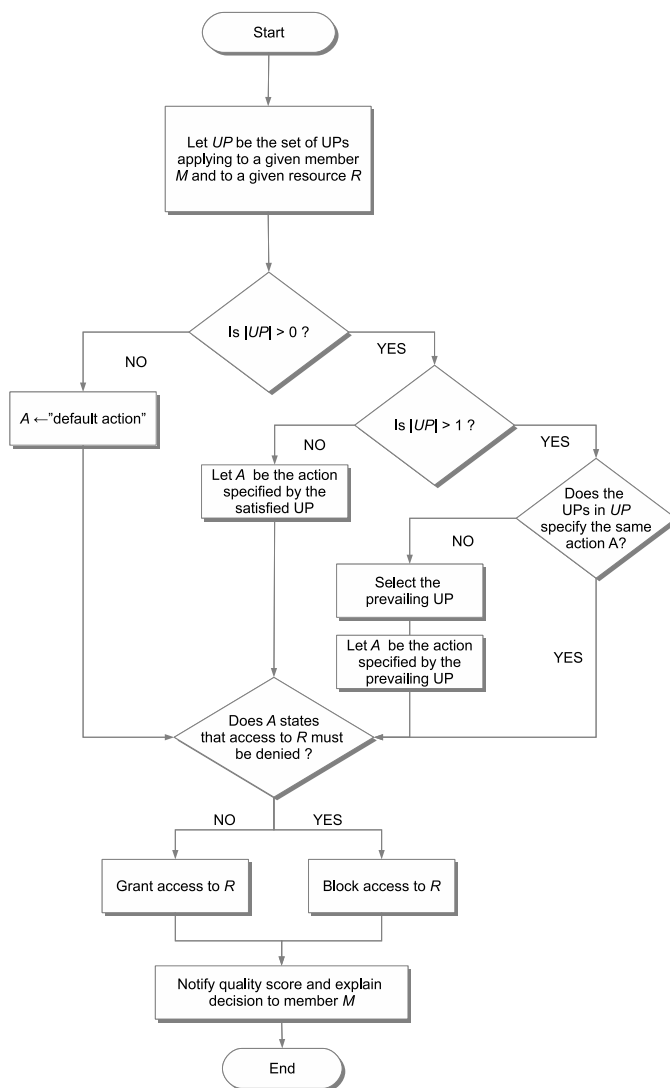 Start
Let UP be the set of UPs
applying to a given member
M and to a given resource R
Is |UP| > 0 ?
NO
YES
A ←”default action”
Is |UP| > 1 ?
NO
YES
Let A be the action
specified by the
satisfied UP
Does the
UPs in UP
specify the same
action A?
NO
Select the
prevailing UP
Let A be the action
specified by the
prevailing UP
YES
Does A states
that access to R must
be denied ?
NO
YES
Grant access to R
Block access to R
Notify quality score and explain
decision to member M
End